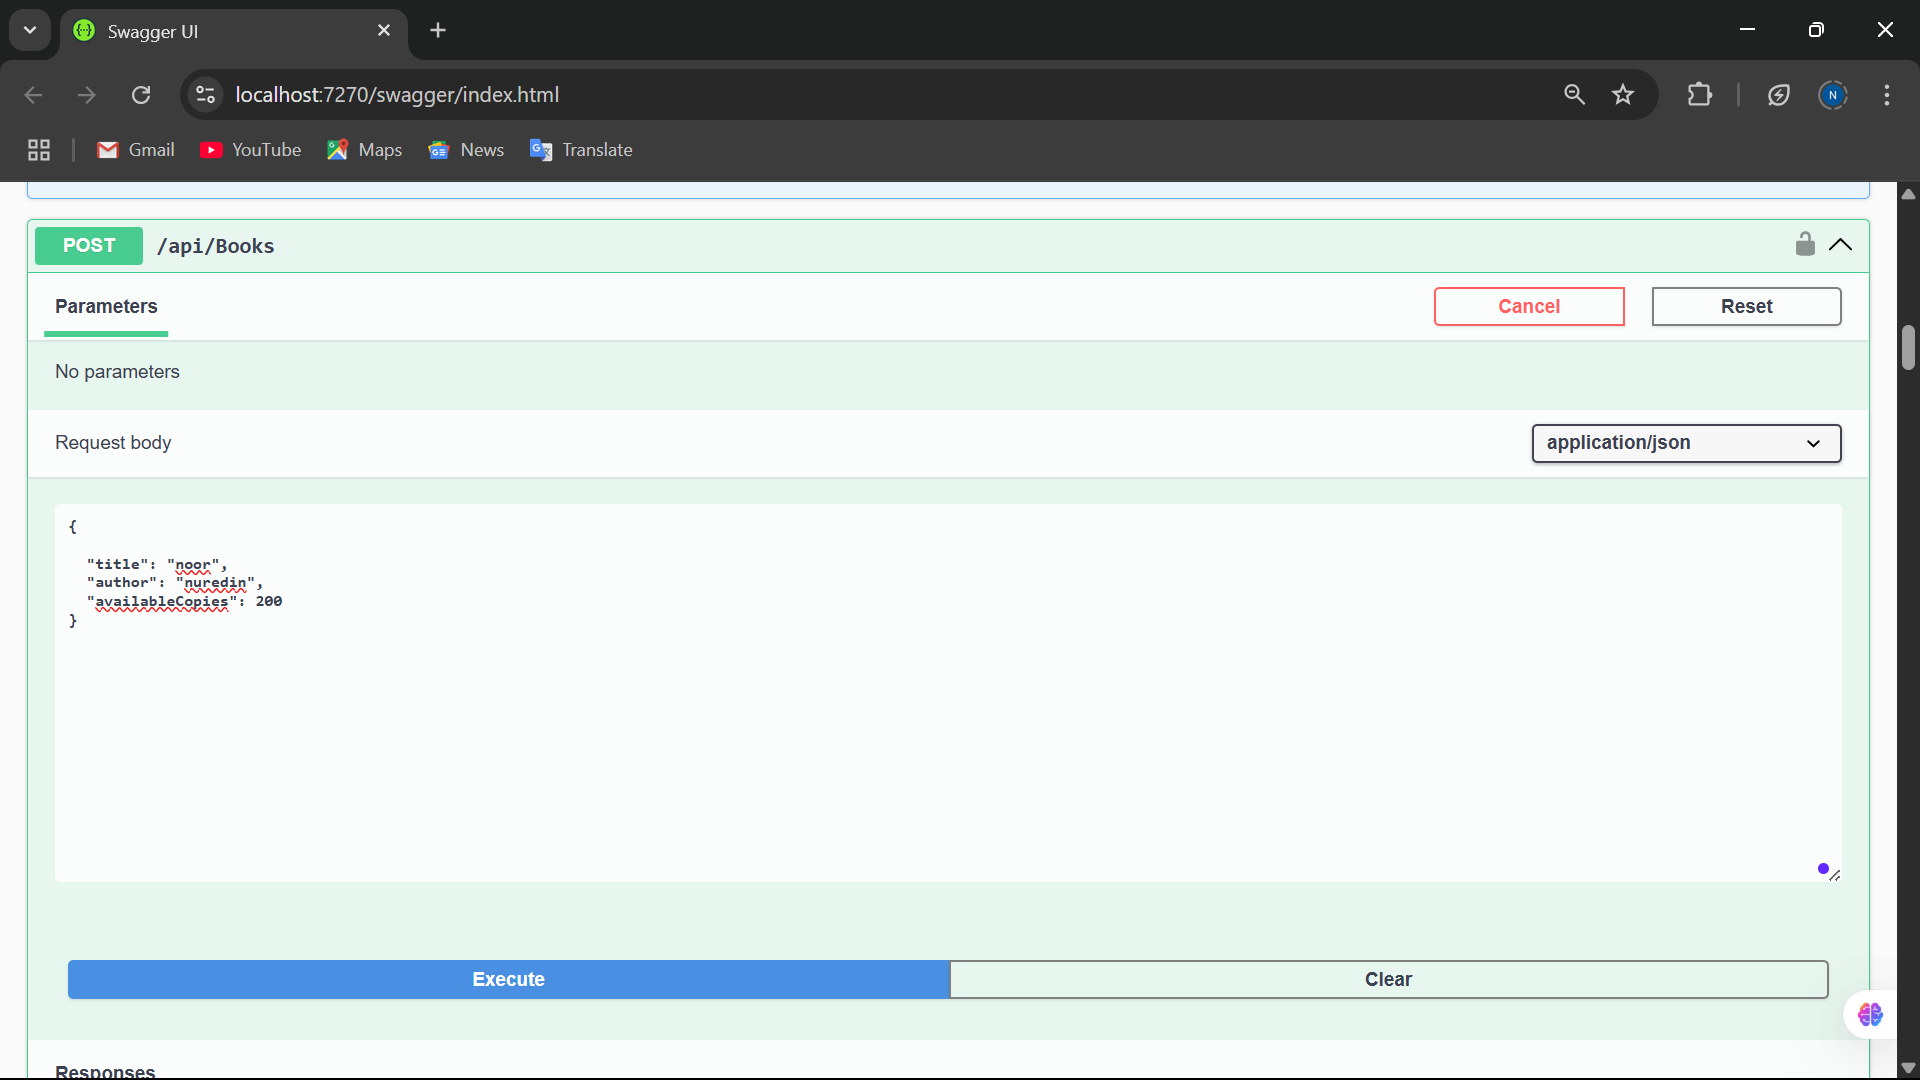 Swagger UI
localhost:7270/swagger/index.html
N
Gmail
YouTube
Maps
News
Translate
POST /api/Books
Parameters
Cancel
Reset
No parameters
Request body
application/json
{
"title": "noor",
"author": "nuredin",
"availableCopies": 200
}
Execute
Clear
Responses